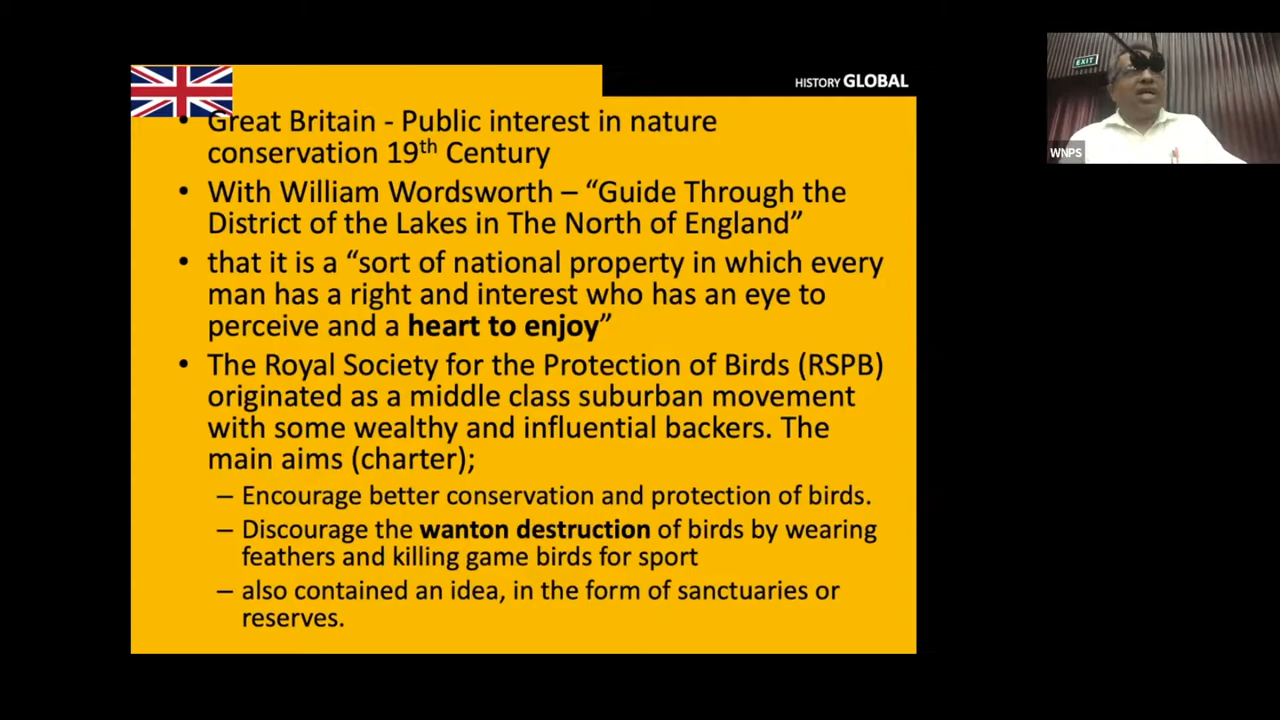 HISTORY GLOBAL
• Great Britain - Public interest in nature
conservation 19th Century
• With William Wordsworth – “Guide Through the
District of the Lakes in The North of England”
• that it is a “sort of national property in which every
man has a right and interest who has an eye to
perceive and a heart to enjoy”
• The Royal Society for the Protection of Birds (RSPB)
originated as a middle class suburban movement
with some wealthy and influential backers. The
main aims (charter);
– Encourage better conservation and protection of birds.
– Discourage the wanton destruction of birds by wearing
feathers and killing game birds for sport
– also contained an idea, in the form of sanctuaries or
reserves.
EXIT
WNPS